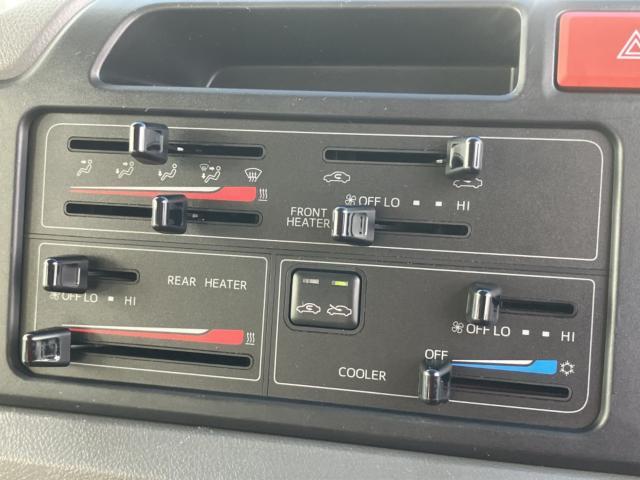 OFF LO HI
FRONT
HEATER
REAR HEATER
OFF LO HI
OFF LO HI
OFF
COOLER